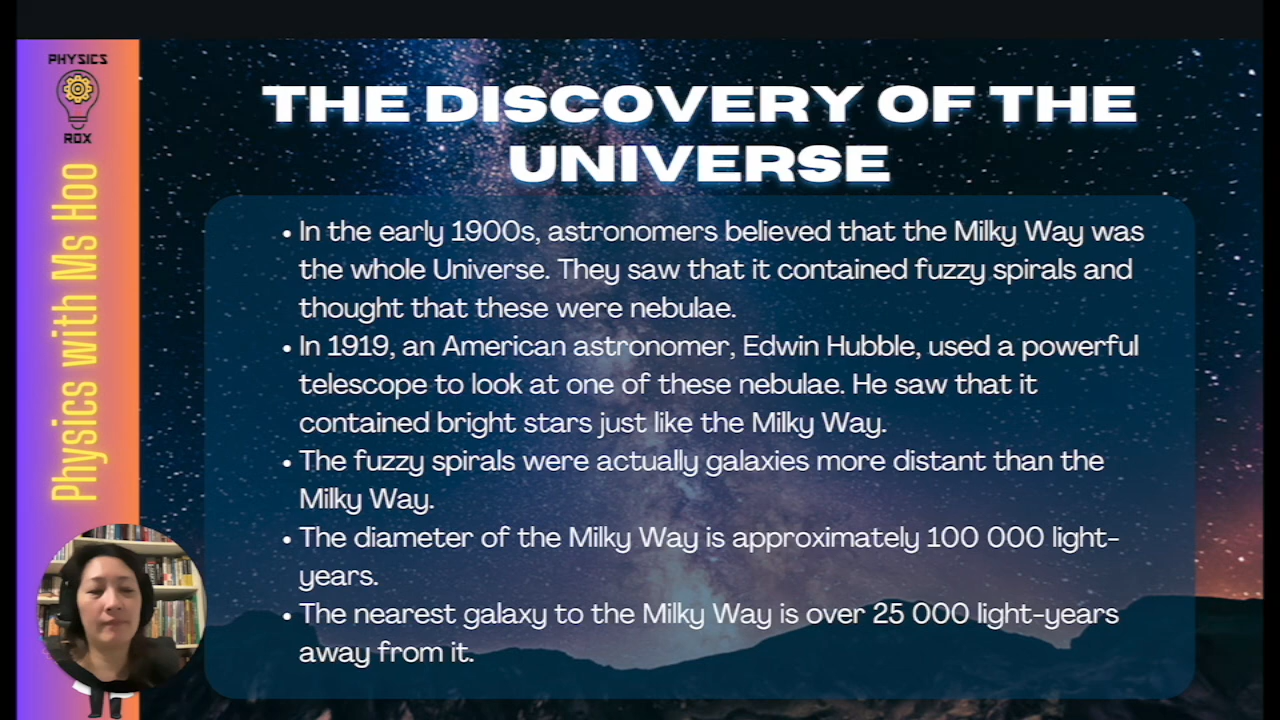 PHYSICS
ROX
Physics with Ms Hoo
THE DISCOVERY OF THE
UNIVERSE
• In the early 1900s, astronomers believed that the Milky Way was
the whole Universe. They saw that it contained fuzzy spirals and
thought that these were nebulae.
• In 1919, an American astronomer, Edwin Hubble, used a powerful
telescope to look at one of these nebulae. He saw that it
contained bright stars just like the Milky Way.
• The fuzzy spirals were actually galaxies more distant than the
Milky Way.
• The diameter of the Milky Way is approximately 100 000 light-
years.
• The nearest galaxy to the Milky Way is over 25 000 light-years
away from it.